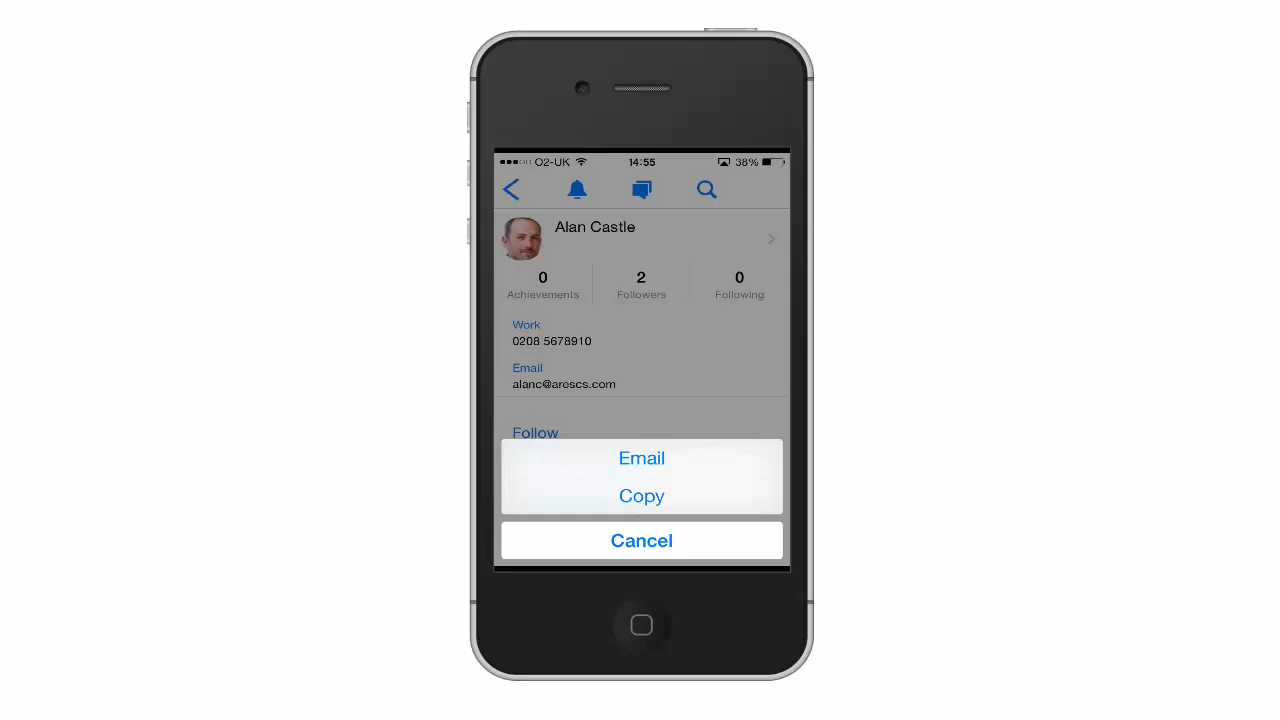 O2-UK 14:55 38%
Alan Castle
0 2 0
Achievements Followers Following
Work
0208 5678910
Email
alanc@arescs.com
Follow
Email
Copy
Cancel